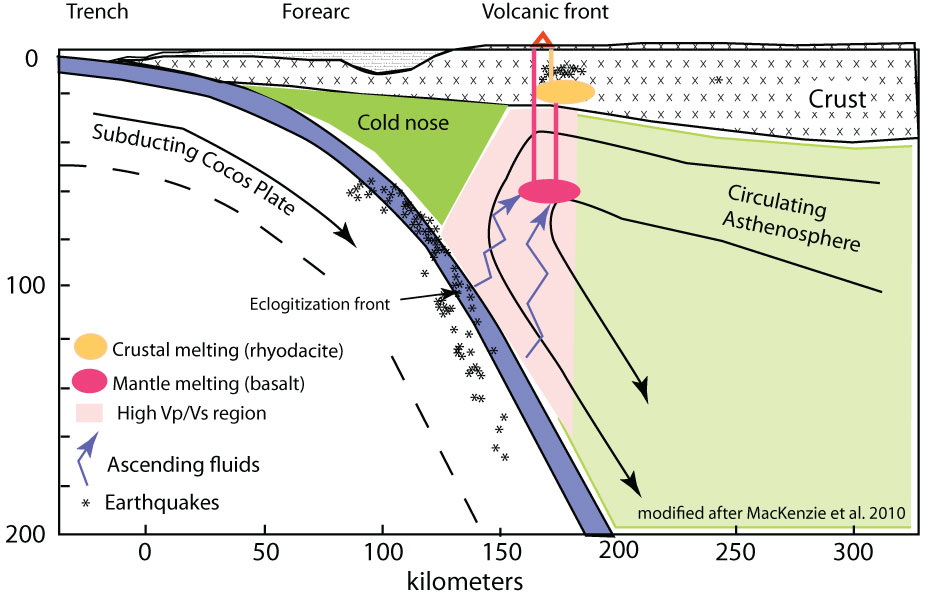 Trench
Forearc
Volcanic front
0
Crust
Cold nose
Subducting Cocos Plate
Circulating
Asthenosphere
100
Eclogitization front
Crustal melting (rhyodacite)
Mantle melting (basalt)
High Vp/Vs region
Ascending fluids
Earthquakes
modified after MacKenzie et al. 2010
200
0
50
100
150
200
250
300
kilometers